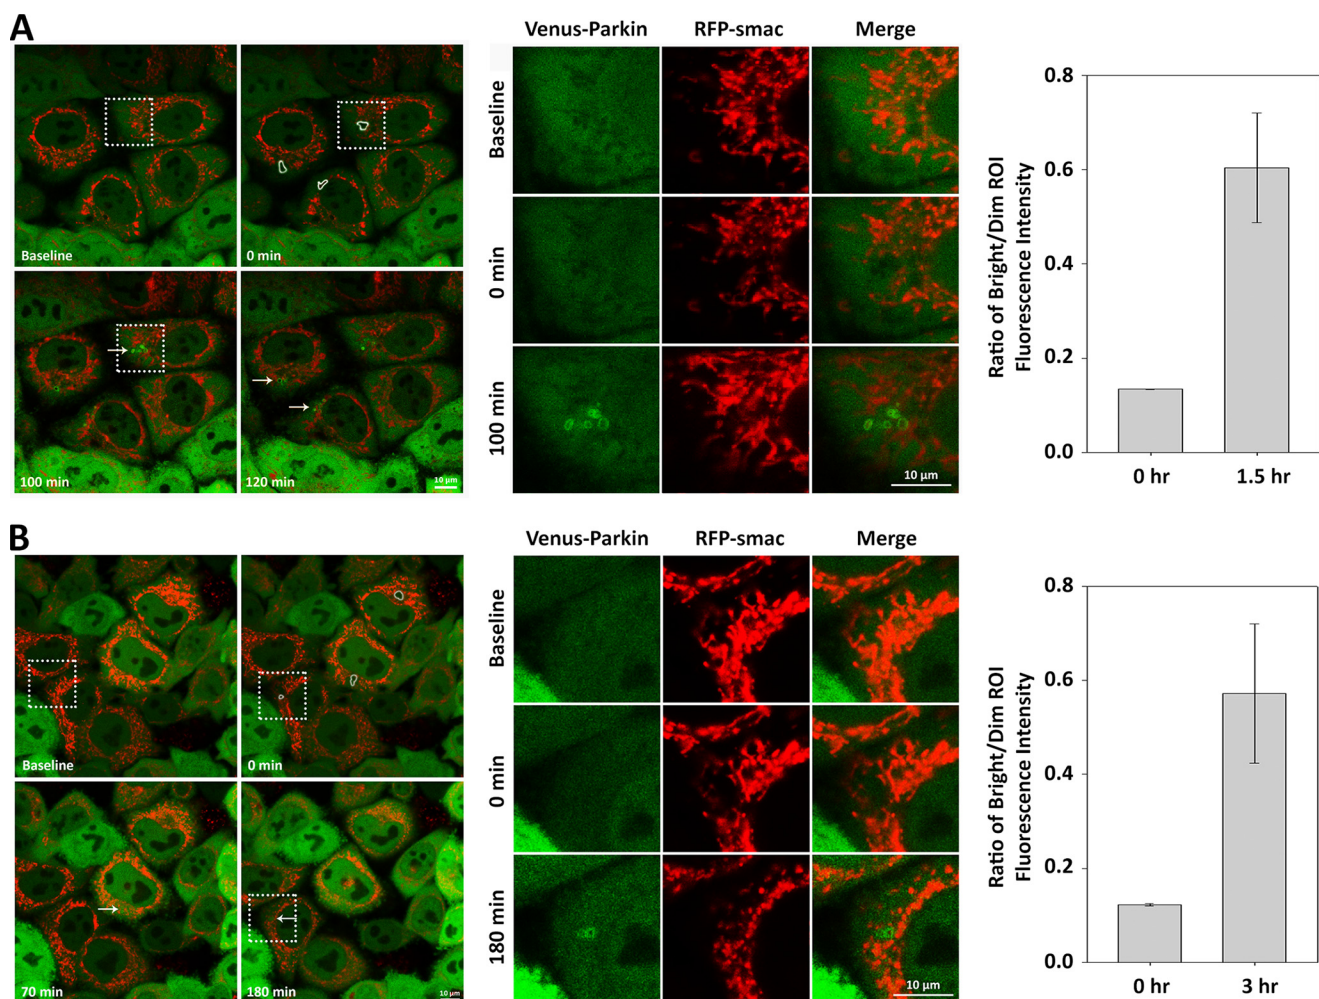 A
Baseline
0 min
100 min
120 min
10 µm
Venus-Parkin
RFP-smac
Merge
Baseline
0 min
100 min
10 µm
Ratio of Bright/Dim ROI
Fluorescence Intensity
0.8
0.6
0.4
0.2
0.0
0 hr
1.5 hr
B
Baseline
0 min
70 min
180 min
10 µm
Venus-Parkin
RFP-smac
Merge
Baseline
0 min
180 min
10 µm
Ratio of Bright/Dim ROI
Fluorescence Intensity
0.8
0.6
0.4
0.2
0.0
0 hr
3 hr